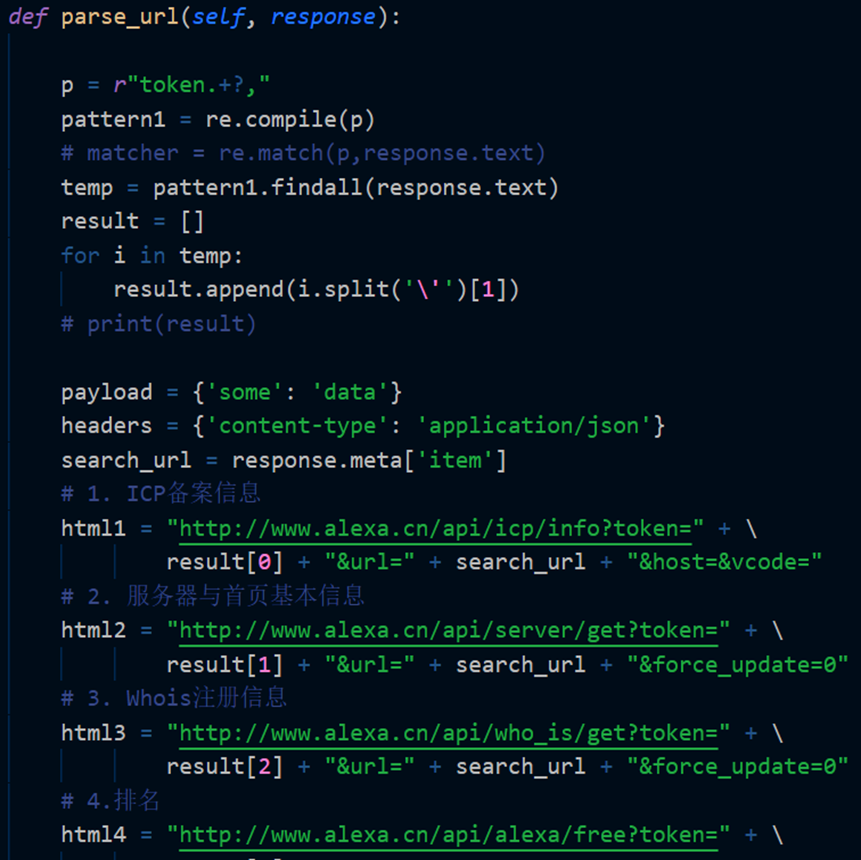 def parse_url(self, response):
p = r"token.+?,"
pattern1 = re.compile(p)
# matcher = re.match(p,response.text)
temp = pattern1.findall(response.text)
result = []
for i in temp:
result.append(i.split('\'')[1])
# print(result)
payload = {'some': 'data'}
headers = {'content-type': 'application/json'}
search_url = response.meta['item']
# 1. ICP备案信息
html1 = "http://www.alexa.cn/api/icp/info?token=" + \
result[0] + "&url=" + search_url + "&host=&vcode="
# 2. 服务器与首页基本信息
html2 = "http://www.alexa.cn/api/server/get?token=" + \
result[1] + "&url=" + search_url + "&force_update=0"
# 3. Whois注册信息
html3 = "http://www.alexa.cn/api/who_is/get?token=" + \
result[2] + "&url=" + search_url + "&force_update=0"
# 4.排名
html4 = "http://www.alexa.cn/api/alexa/free?token=" + \